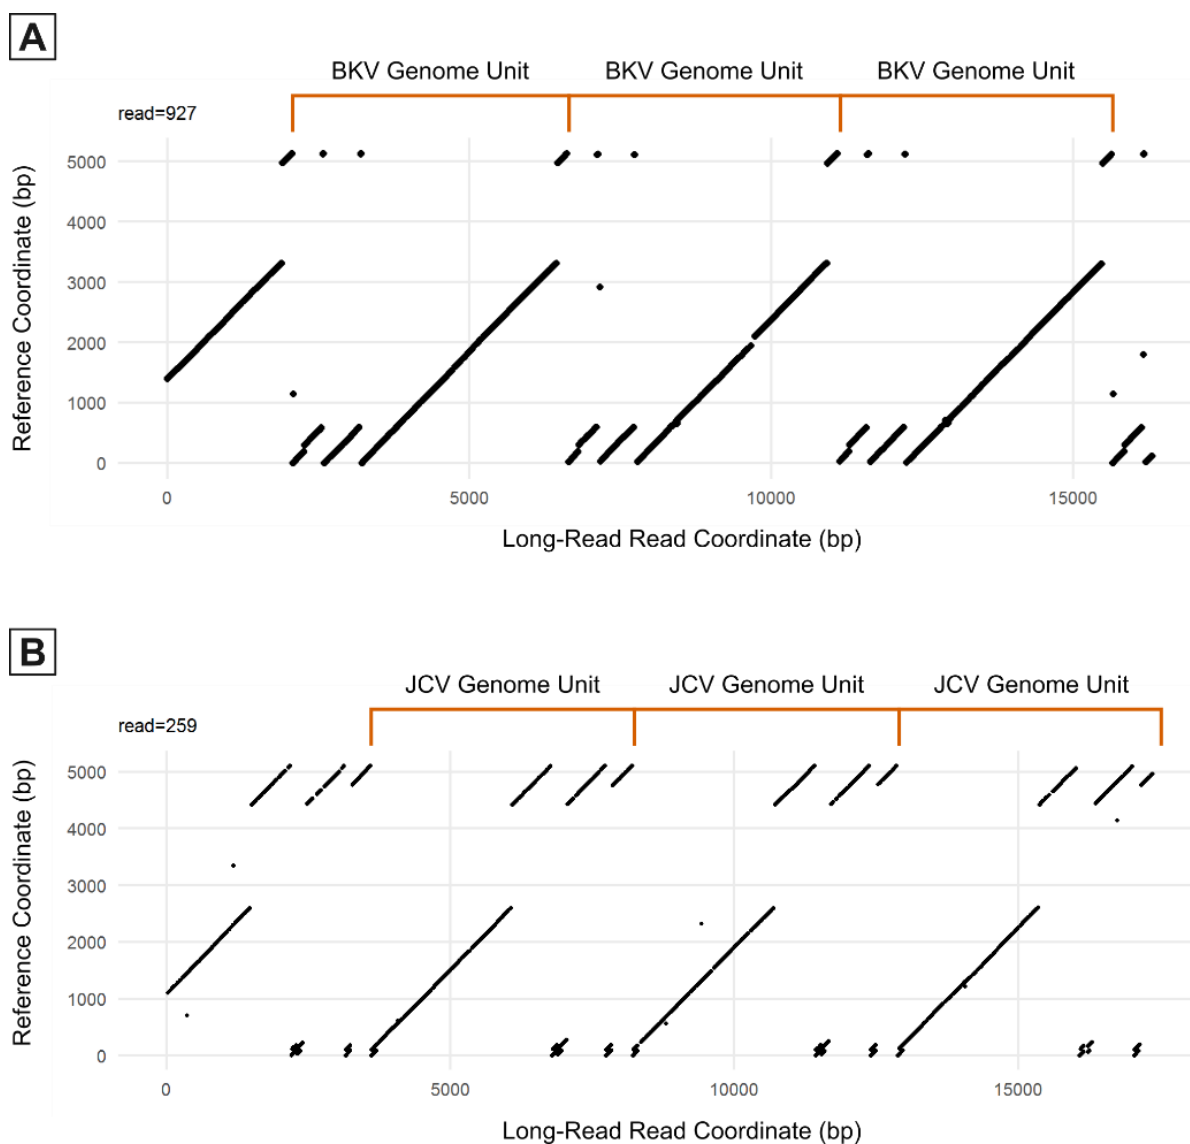 A
BKV Genome Unit BKV Genome Unit BKV Genome Unit
read=927
Reference Coordinate (bp)
5000
4000
3000
2000
1000
0
0 5000 10000 15000
Long-Read Read Coordinate (bp)
B
JCV Genome Unit JCV Genome Unit JCV Genome Unit
read=259
Reference Coordinate (bp)
5000
4000
3000
2000
1000
0
0 5000 10000 15000
Long-Read Read Coordinate (bp)